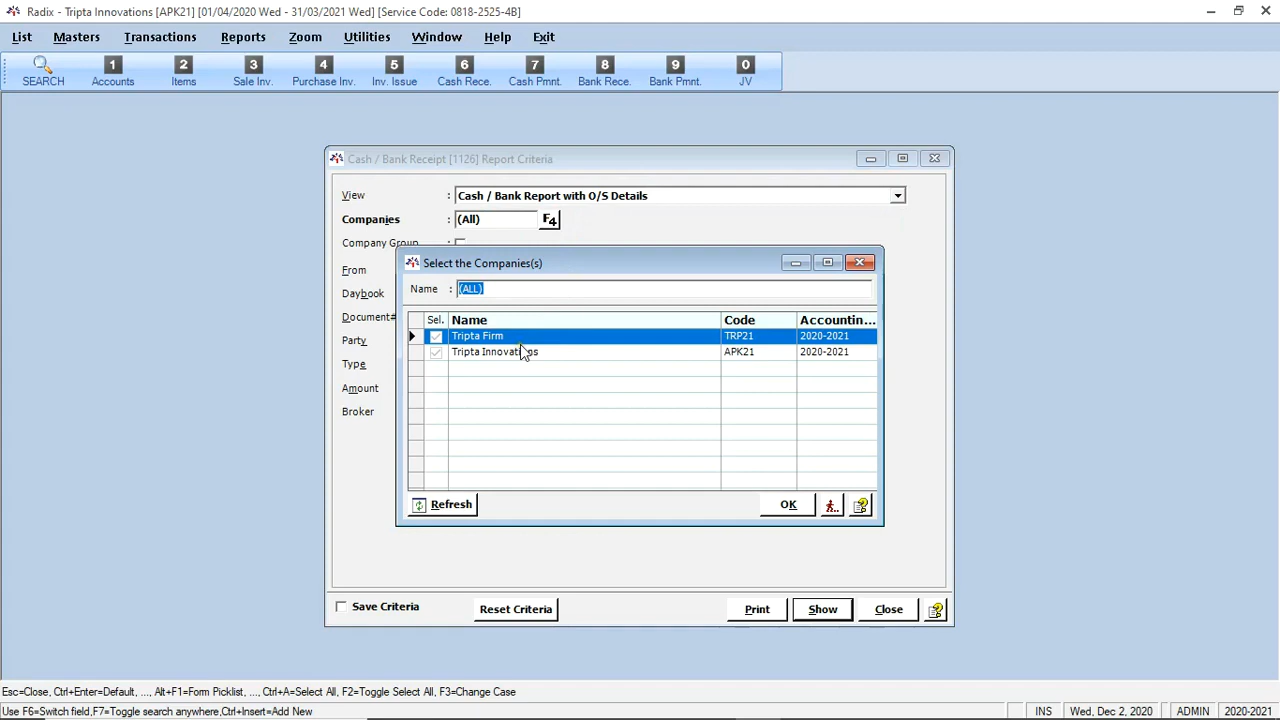 Radix - Tripta Innovations [APK21] [01/04/2020 Wed - 31/03/2021 Wed] [Service Code: 0818-2525-4B]
List Masters Transactions Reports Zoom Utilities Window Help Exit
1 2 3 4 5 6 7 8 9 0
SEARCH Accounts Items Sale Inv. Purchase Inv. Inv. Issue Cash Rece. Cash Pmnt. Bank Rece. Bank Pmnt. JV
Cash / Bank Receipt [1126] Report Criteria
View : Cash / Bank Report with O/S Details
Companies : (All) F4
Company Group
Select the Companies(s)
From
Name : (ALL)
Daybook
Document#
Sel. Name Code Accountin...
Party
Tripta Firm TRP21 2020-2021
Tripta Innovations APK21 2020-2021
Type
Amount
Broker
Refresh OK
Save Criteria Reset Criteria Print Show Close
Esc=Close, Ctrl+Enter=Default, ..., Alt+F1=Form Picklist, ..., Ctrl+A=Select All, F2=Toggle Select All, F3=Change Case
Use F6=Switch field,F7=Toggle search anywhere,Ctrl+Insert=Add New INS Wed, Dec 2, 2020 ADMIN 2020-2021